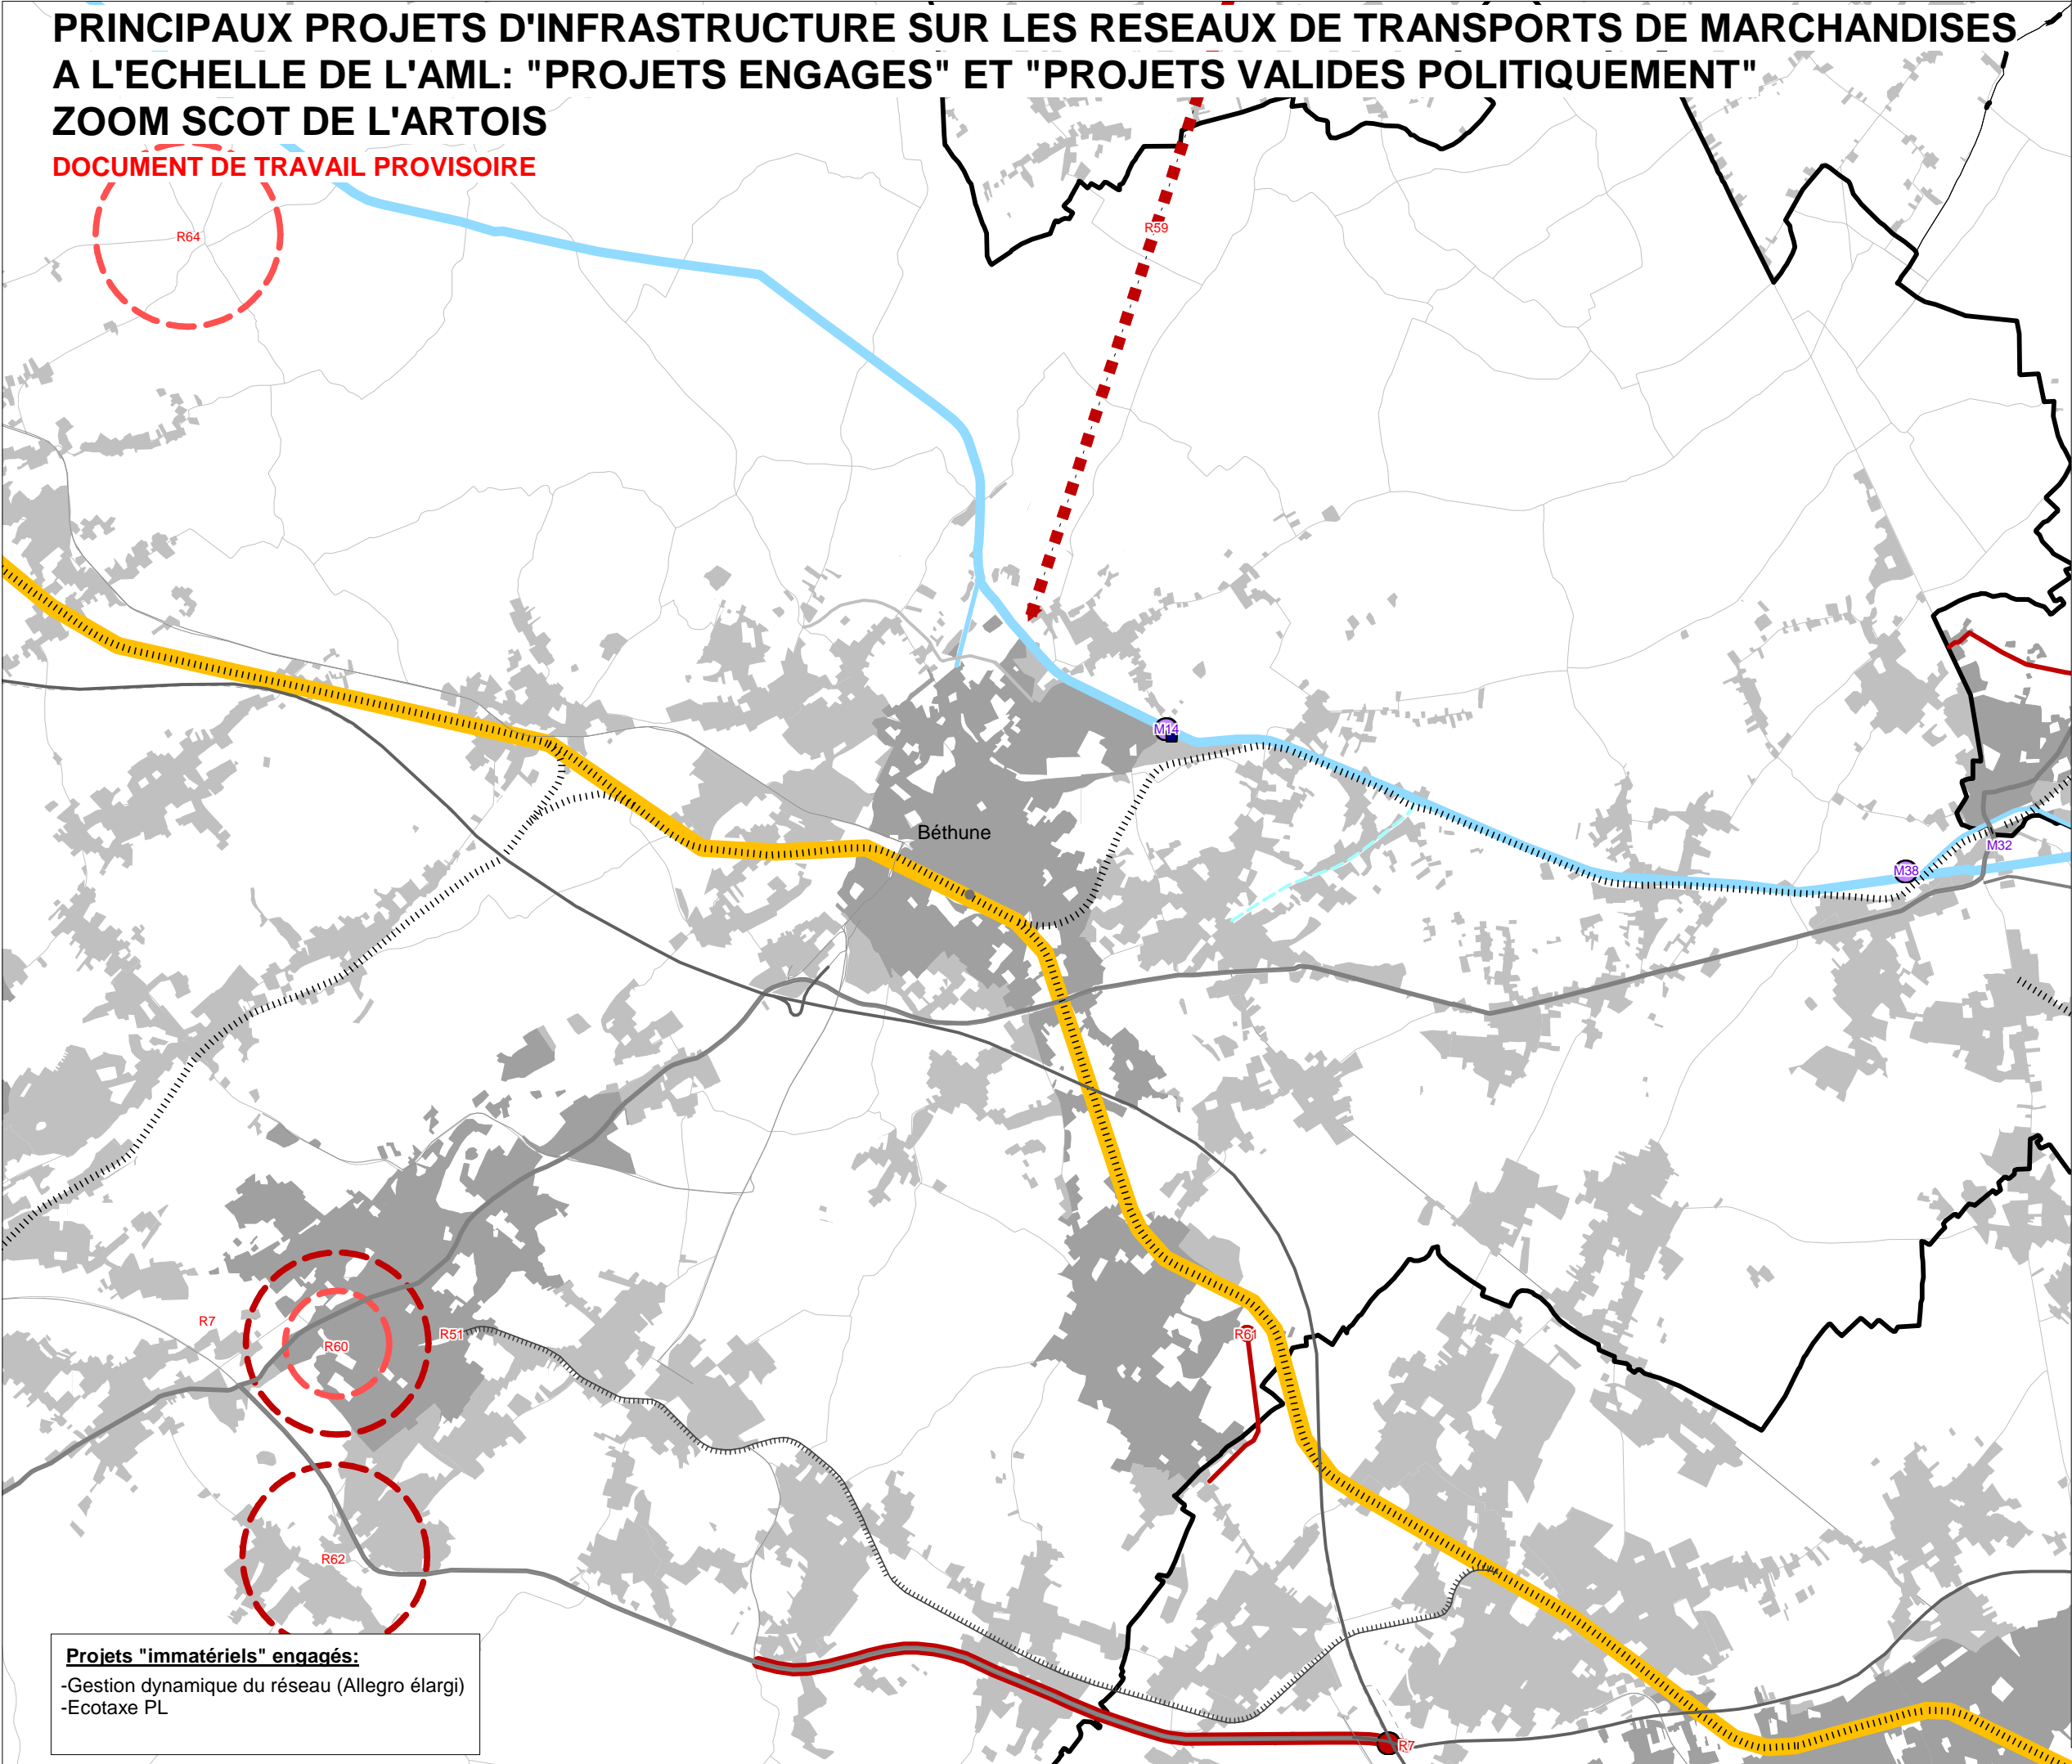 PRINCIPAUX PROJETS D'INFRASTRUCTURE SUR LES RESEAUX DE TRANSPORTS DE MARCHANDISES
A L'ECHELLE DE L'AML: "PROJETS ENGAGES" ET "PROJETS VALIDES POLITIQUEMENT"
ZOOM SCOT DE L'ARTOIS
DOCUMENT DE TRAVAIL PROVISOIRE
R64
R59
M14
Béthune
M32
M38
R7
R51
R60
R61
R62
Projets "immatériels" engagés:
-Gestion dynamique du réseau (Allegro élargi)
-Ecotaxe PL
R7